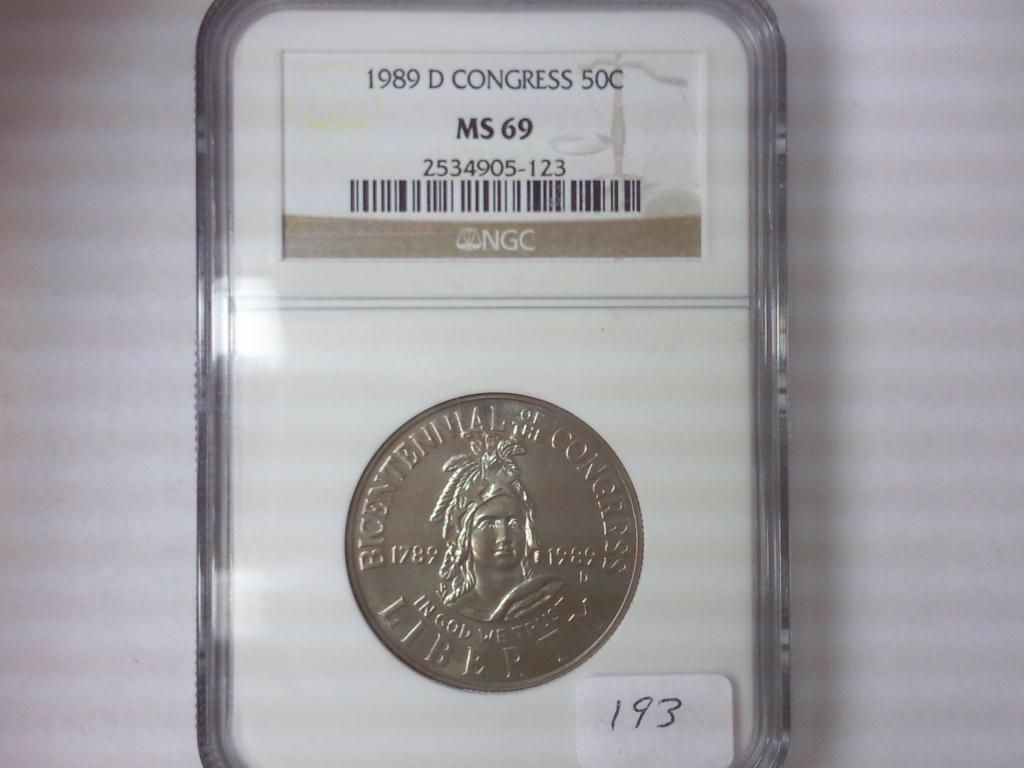 1989 D CONGRESS 50C
MS 69
2534905-123
NGC
BICENTENNIAL OF THE CONGRESS
1789 1989
D
IN GOD WE TRUST
LIBERTY
193